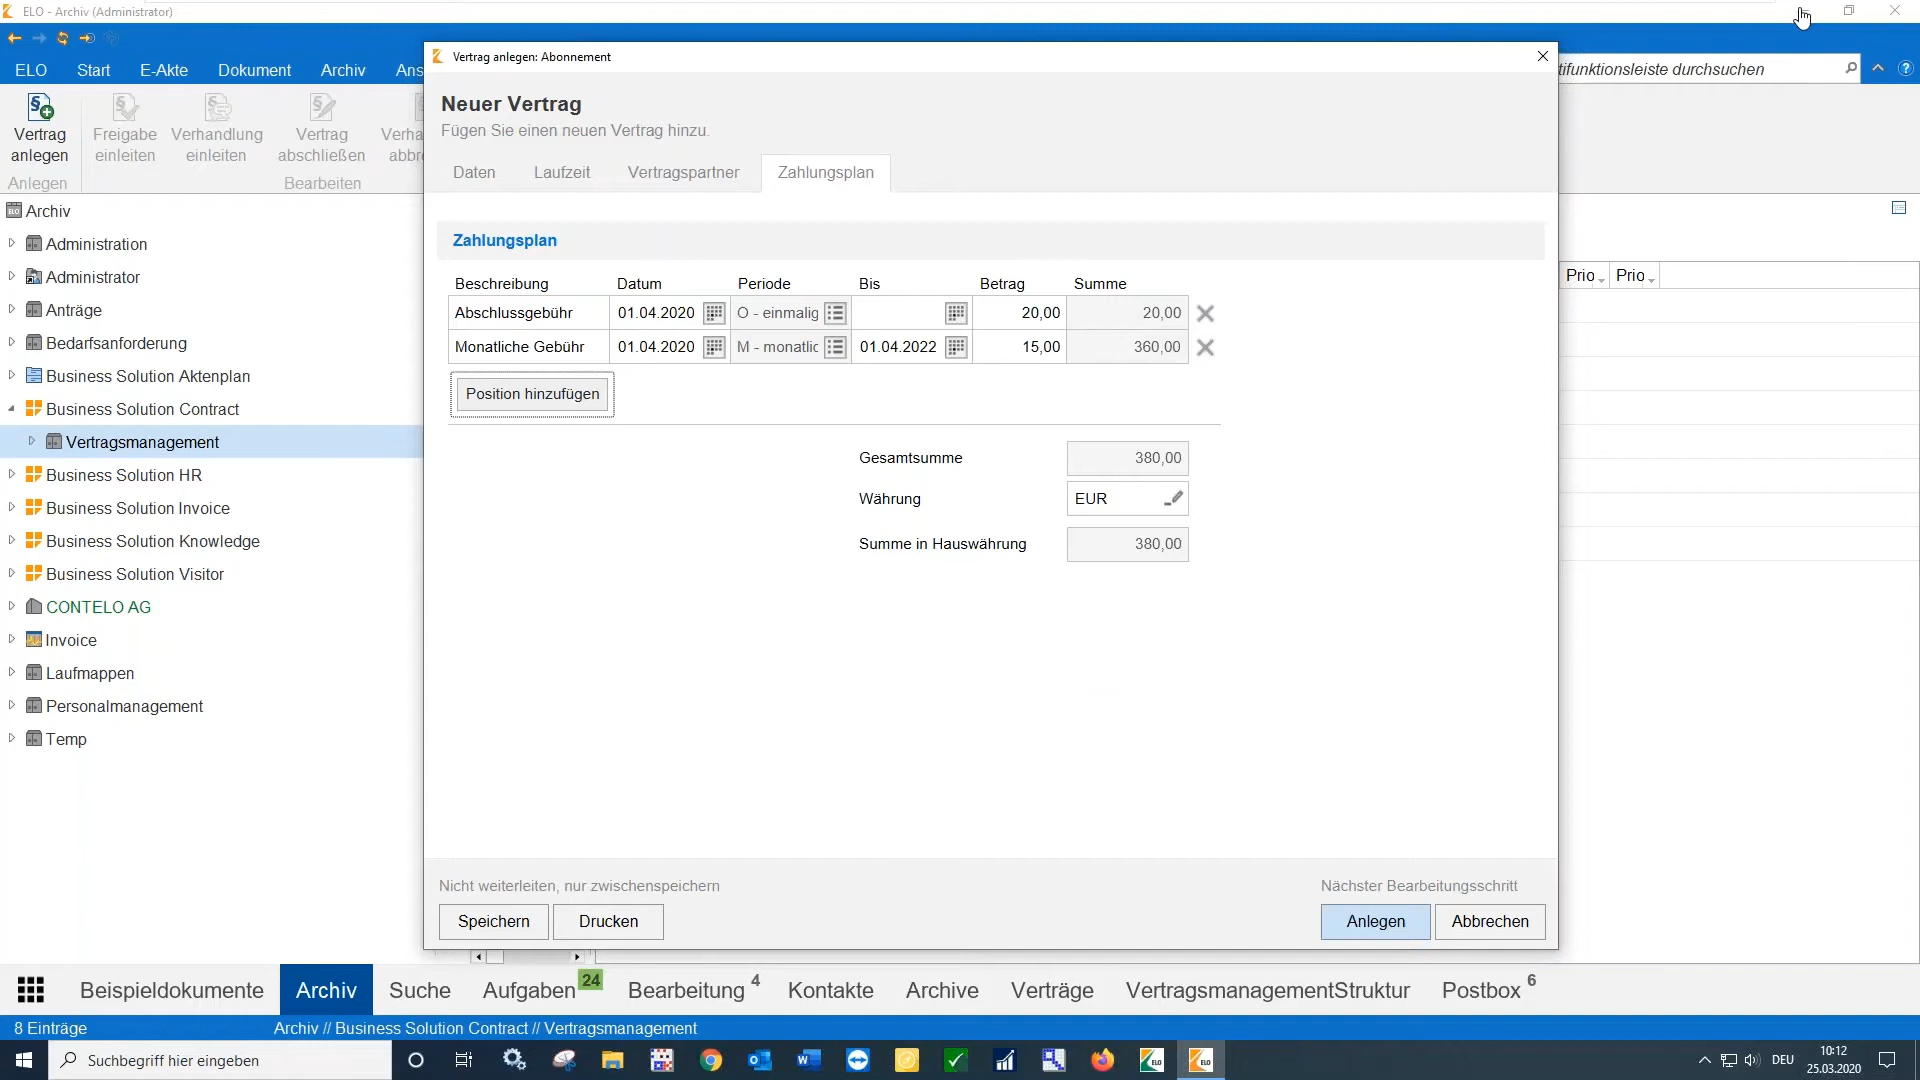 ELO - Archiv (Administrator)
ELO Start E-Akte Dokument Archiv Ans
tifunktionsleiste durchsuchen
Vertrag anlegen
Freigabe einleiten
Verhandlung einleiten
Vertrag abschließen
Verha abbr
Anlegen
Bearbeiten
Archiv
Administration
Administrator
Anträge
Bedarfsanforderung
Business Solution Aktenplan
Business Solution Contract
Vertragsmanagement
Business Solution HR
Business Solution Invoice
Business Solution Knowledge
Business Solution Visitor
CONTELO AG
Invoice
Laufmappen
Personalmanagement
Temp
Vertrag anlegen: Abonnement
Neuer Vertrag
Fügen Sie einen neuen Vertrag hinzu.
Daten Laufzeit Vertragspartner Zahlungsplan
Zahlungsplan
Beschreibung Datum Periode Bis Betrag Summe
Abschlussgebühr 01.04.2020 O - einmalig 20,00 20,00
Monatliche Gebühr 01.04.2020 M - monatlic 01.04.2022 15,00 360,00
Position hinzufügen
Gesamtsumme 380,00
Währung EUR
Summe in Hauswährung 380,00
Nicht weiterleiten, nur zwischenspeichern
Nächster Bearbeitungsschritt
Speichern Drucken Anlegen Abbrechen
Prio Prio
Beispieldokumente Archiv Suche Aufgaben 24 Bearbeitung 4 Kontakte Archive Verträge VertragsmanagementStruktur Postbox 6
8 Einträge Archiv // Business Solution Contract // Vertragsmanagement
Suchbegriff hier eingeben
DEU
10:12
25.03.2020